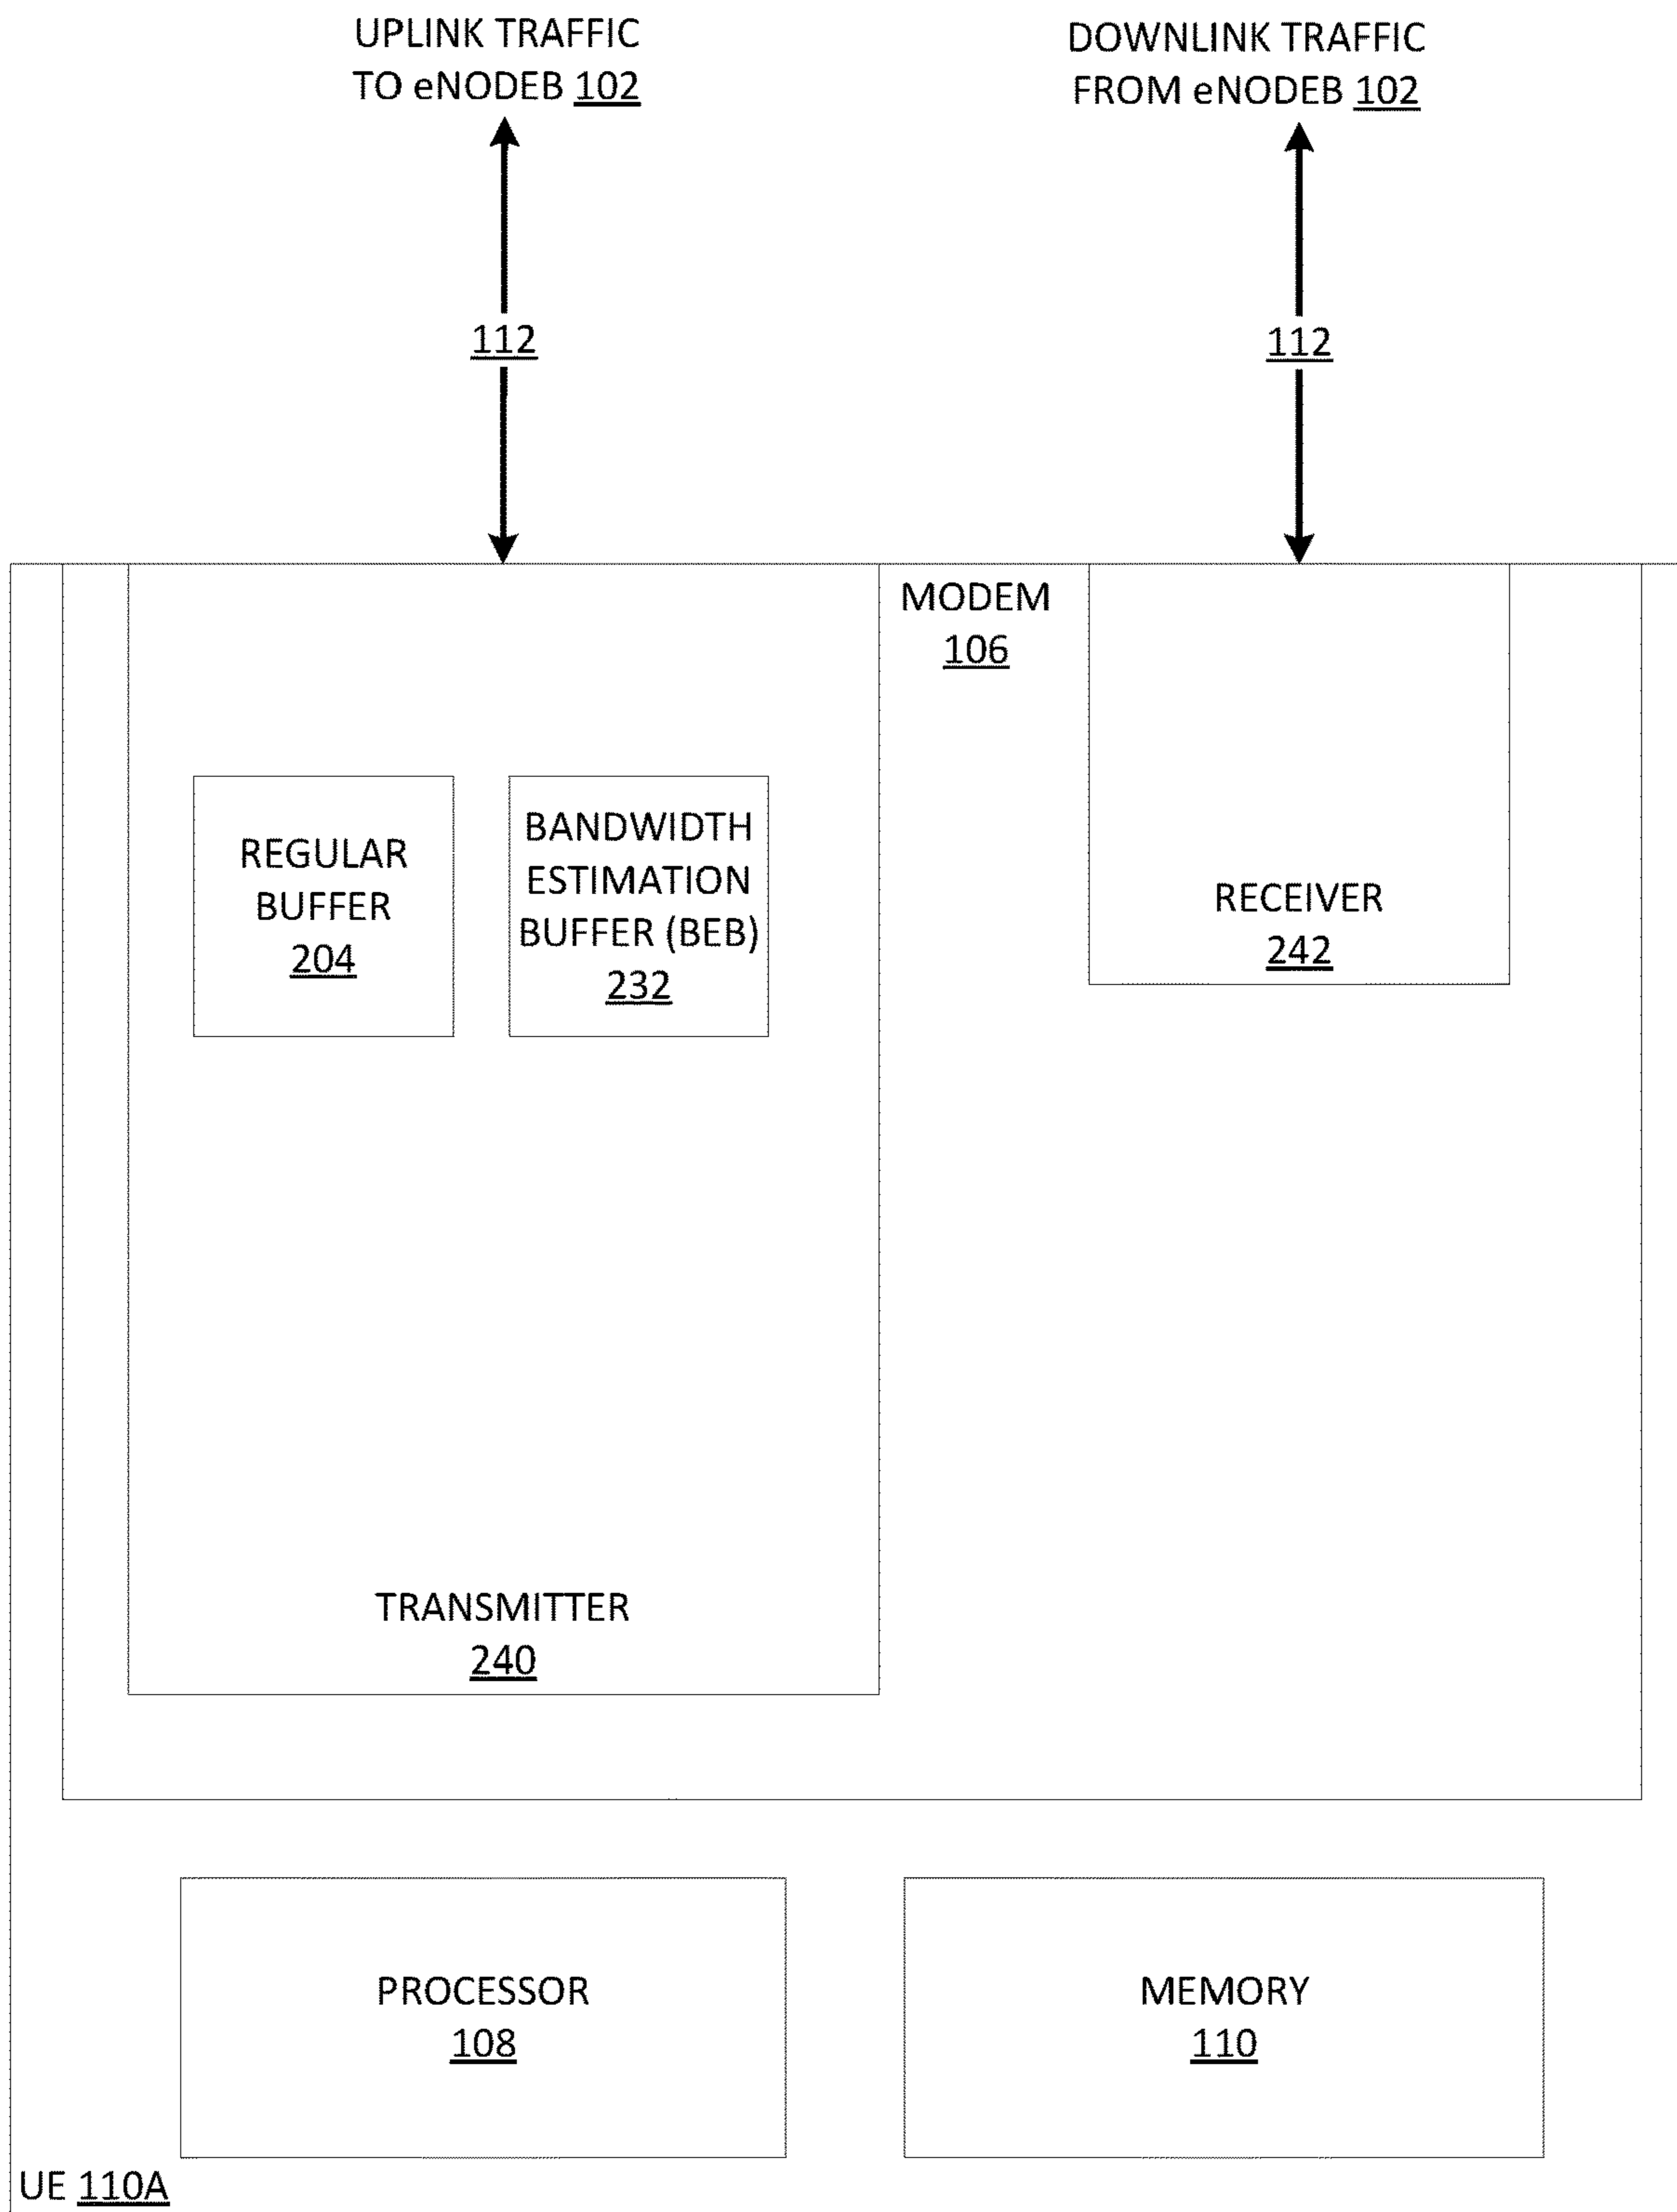 UPLINK TRAFFIC
TO eNODEB 102
DOWNLINK TRAFFIC
FROM eNODEB 102
112
112
MODEM
106
REGULAR
BUFFER
204
BANDWIDTH
ESTIMATION
BUFFER (BEB)
232
RECEIVER
242
TRANSMITTER
240
PROCESSOR
108
MEMORY
110
UE 110A